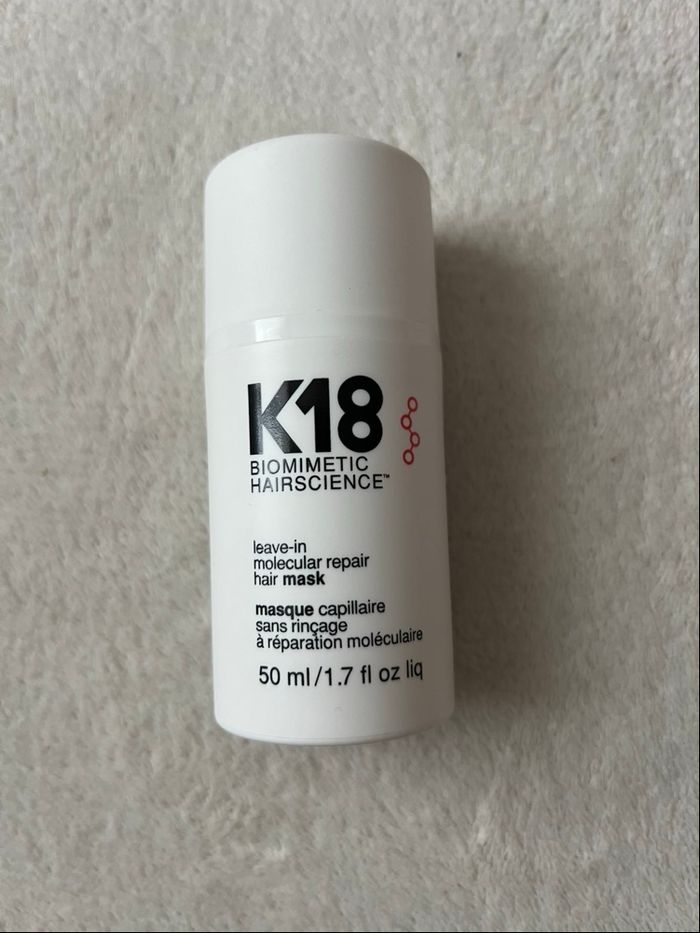 K18
BIOMIMETIC
HAIRSCIENCE™
leave-in
molecular repair
hair mask
masque capillaire
sans rinçage
à réparation moléculaire
50 ml/1.7 fl oz liq